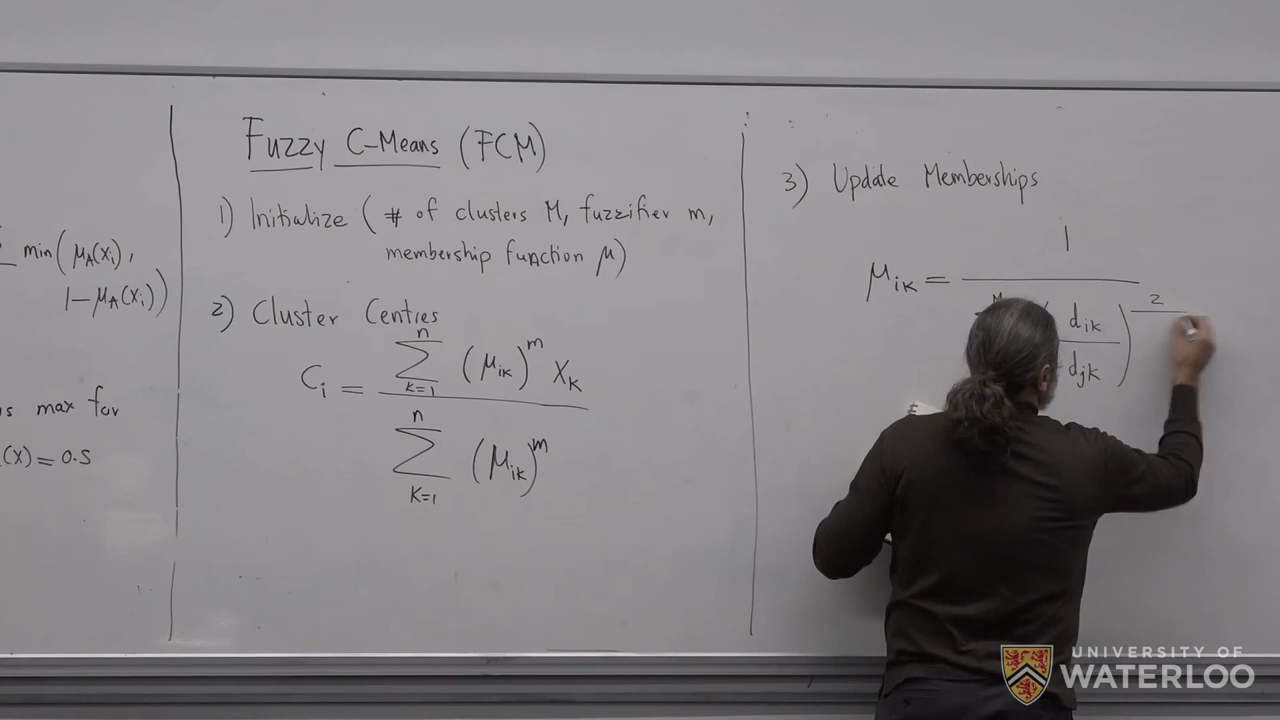 min(μA(xi),
1-μA(xi))
s max for
(x) = 0.5
Fuzzy C-Means (FCM)
1) Initialize ( # of clusters M, fuzzifier m,
membership function μ)
2) Cluster Centres
n
Ci = Σ (μik)^m Xk
k=1
n
Σ (μik)^m
k=1
3) Update Memberships
1
μik =
M
( dik ) 2
djk
UNIVERSITY OF
WATERLOO